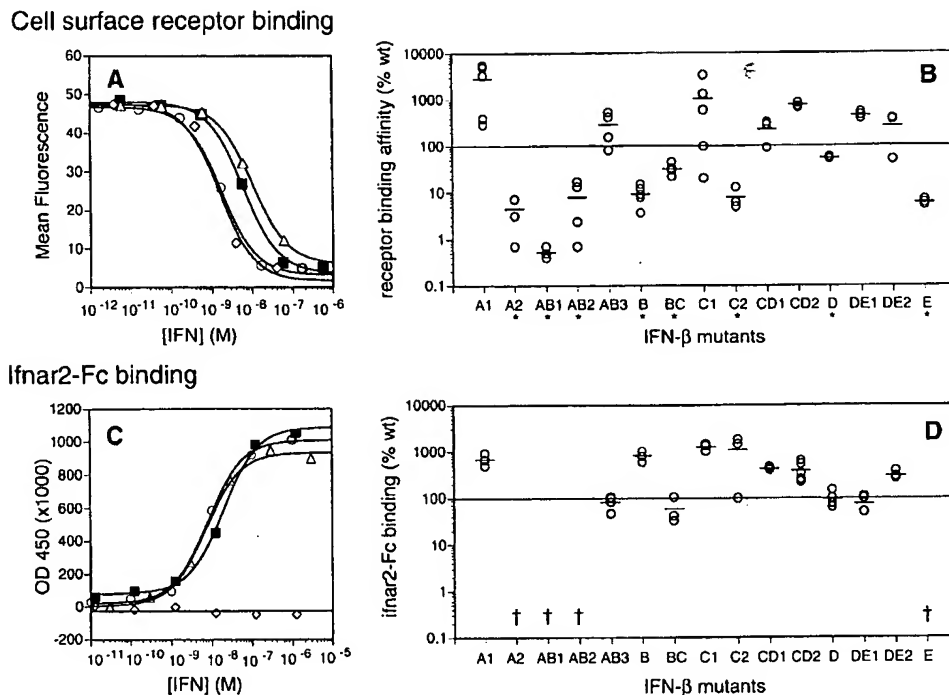 Cell surface receptor binding
A
Mean Fluorescence
60
50
40
30
20
10
0
10-12 10-11 10-10 10-9 10-8 10-7 10-6
[IFN] (M)
B
receptor binding affinity (% wt)
10000
1000
100
10
1
0.1
A1 A2 AB1 AB2 AB3 B BC C1 C2 CD1 CD2 D DE1 DE2 E
* * * * * * * *
IFN-β mutants
Ifnar2-Fc binding
C
OD 450 (x1000)
1200
1000
800
600
400
200
0
-200
10-11 10-10 10-9 10-8 10-7 10-6 10-5
[IFN] (M)
D
ifnar2-Fc binding (% wt)
10000
1000
100
10
1
0.1
† † † †
A1 A2 AB1 AB2 AB3 B BC C1 C2 CD1 CD2 D DE1 DE2 E
IFN-β mutants